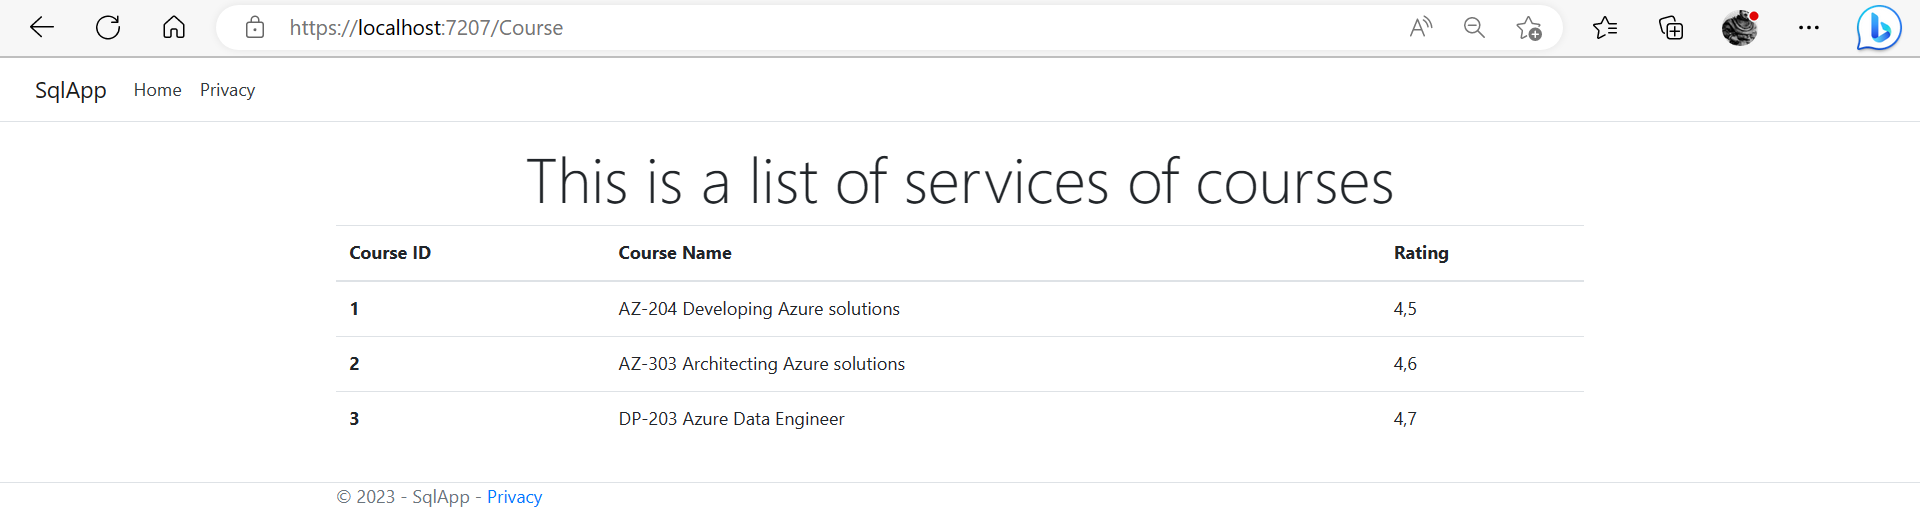 https://localhost:7207/Course
SqlApp Home Privacy
This is a list of services of courses
Course ID Course Name Rating
1 AZ-204 Developing Azure solutions 4,5
2 AZ-303 Architecting Azure solutions 4,6
3 DP-203 Azure Data Engineer 4,7
© 2023 - SqlApp - Privacy